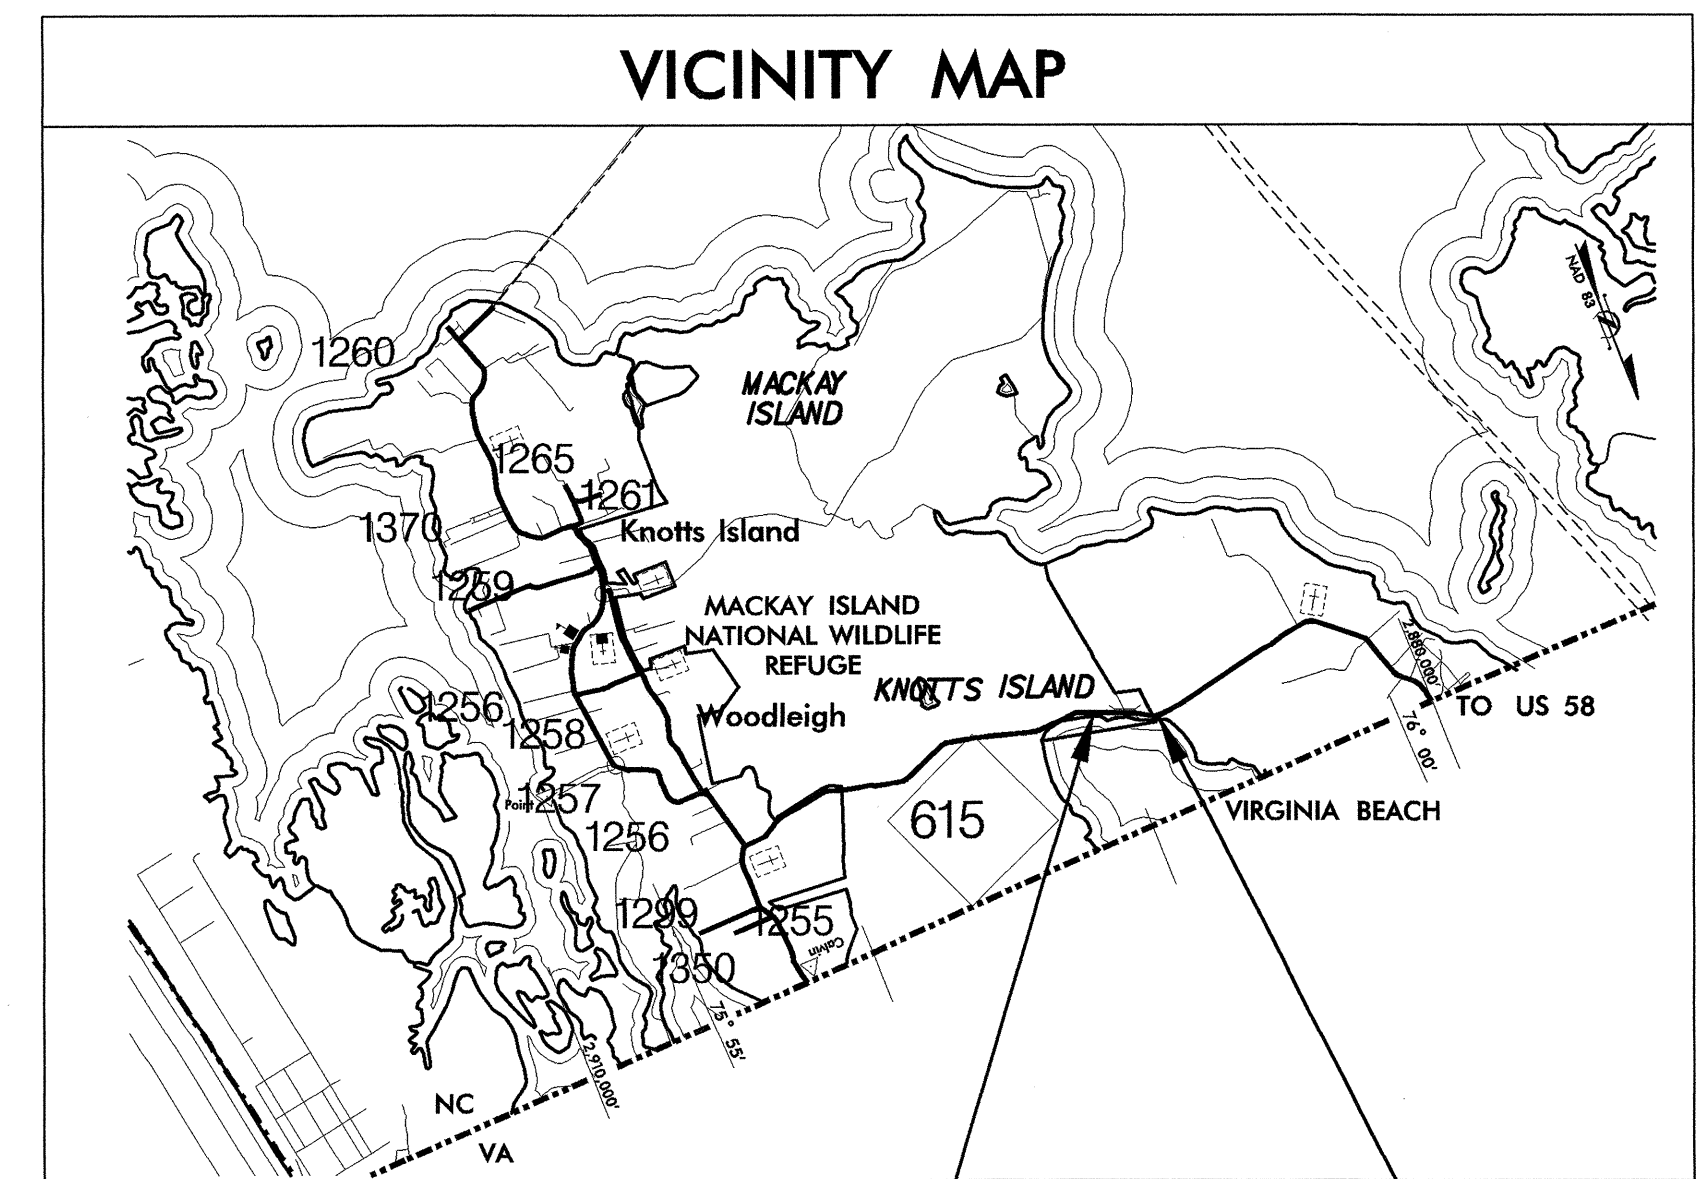 VICINITY MAP
NAD 83
1260
MACKAY
ISLAND
1265
1261
1370
Knotts Island
1259
MACKAY ISLAND
NATIONAL WILDLIFE
REFUGE
2,880,000'
KNOTTS ISLAND
1256
Woodleigh
TO US 58
1258
76° 00'
Point
1257
VIRGINIA BEACH
615
1256
1299
1255
Calvin
1350
75° 55'
2,910,000'
NC
VA